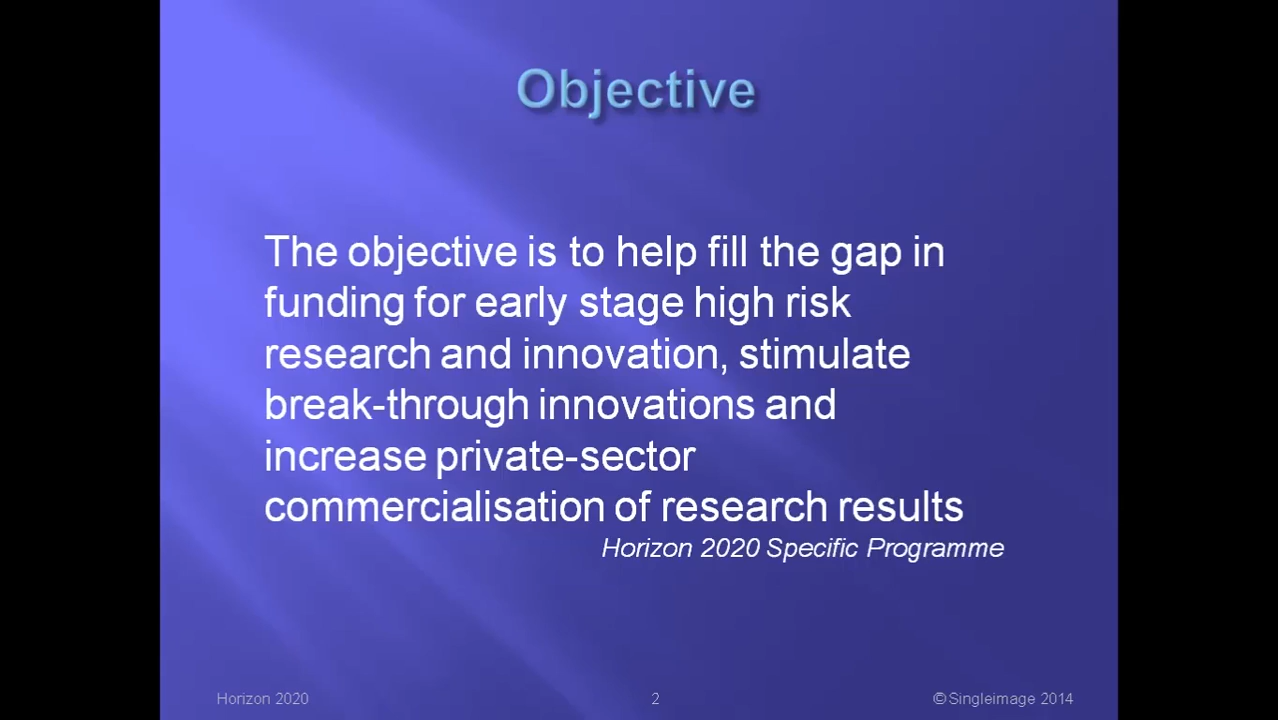 Objective
The objective is to help fill the gap in
funding for early stage high risk
research and innovation, stimulate
break-through innovations and
increase private-sector
commercialisation of research results
Horizon 2020 Specific Programme
Horizon 2020
2
© Singleimage 2014